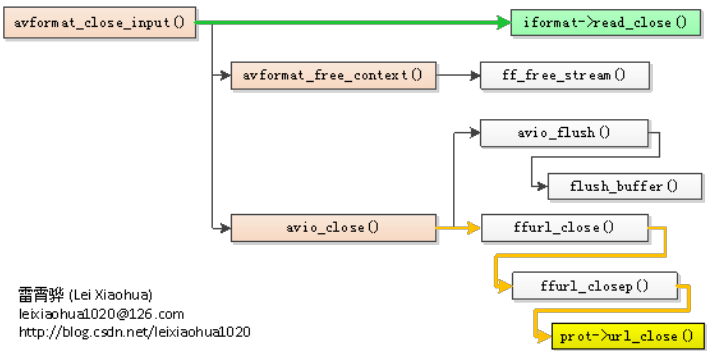 avformat_close_input()
iformat->read_close()
avformat_free_context()
ff_free_stream()
avio_flush()
flush_buffer()
avio_close()
ffurl_close()
ffurl_closep()
prot->url_close()
雷霄骅 (Lei Xiaohua)
leixiaohua1020@126.com
http://blog.csdn.net/leixiaohua1020